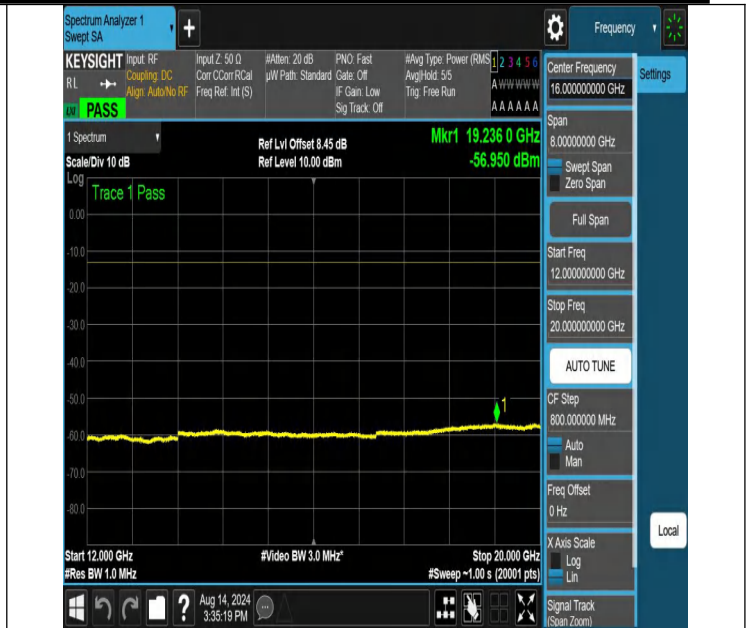 Spectrum Analyzer 1
Swept SA
+
Frequency
KEYSIGHT
RL
PASS
Input: RF
Coupling: DC
Align: Auto/No RF
Input Z: 50 Ω
Corr CCorr RCal
Freq Ref: Int (S)
#Atten: 20 dB
µW Path: Standard
PNO: Fast
Gate: Off
IF Gain: Low
Sig Track: Off
#Avg Type: Power (RMS
Avg|Hold: 5/5
Trig: Free Run
1 2 3 4 5 6
A W W W W W
A A A A A A
Center Frequency
16.000000000 GHz
Settings
1 Spectrum
Scale/Div 10 dB
Ref Lvl Offset 8.45 dB
Ref Level 10.00 dBm
Mkr1 19.236 0 GHz
-56.950 dBm
Log
Trace 1 Pass
0.00
-10.0
-20.0
-30.0
-40.0
-50.0
-60.0
-70.0
-80.0
1
Start 12.000 GHz
#Res BW 1.0 MHz
#Video BW 3.0 MHz*
Stop 20.000 GHz
#Sweep ~1.00 s (20001 pts)
Span
8.00000000 GHz
Swept Span
Zero Span
Full Span
Start Freq
12.000000000 GHz
Stop Freq
20.000000000 GHz
AUTO TUNE
CF Step
800.000000 MHz
Auto
Man
Freq Offset
0 Hz
X Axis Scale
Log
Lin
Signal Track
(Span Zoom)
Local
?
Aug 14, 2024
3:35:19 PM